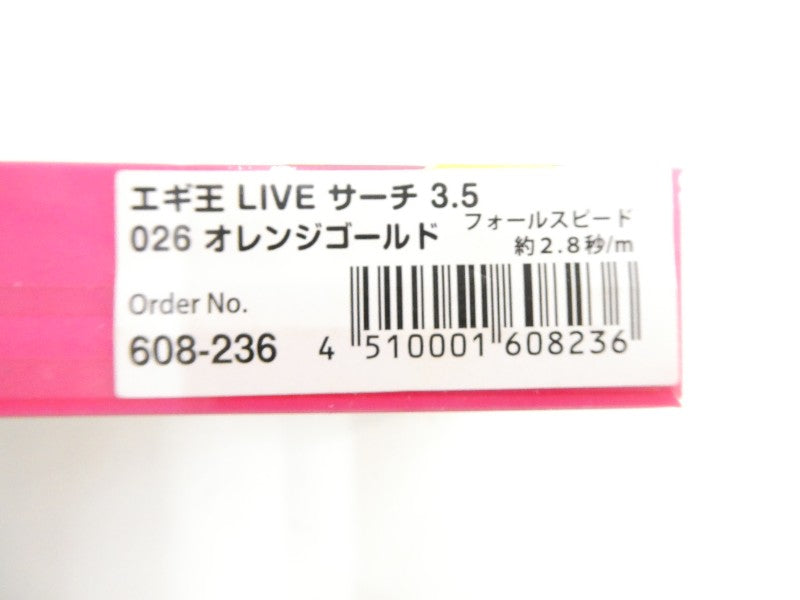 エギ王 LIVE サーチ 3.5
026 オレンジゴールド
フォールスピード
約2.8秒/m
Order No.
608-236
4 510001 608236